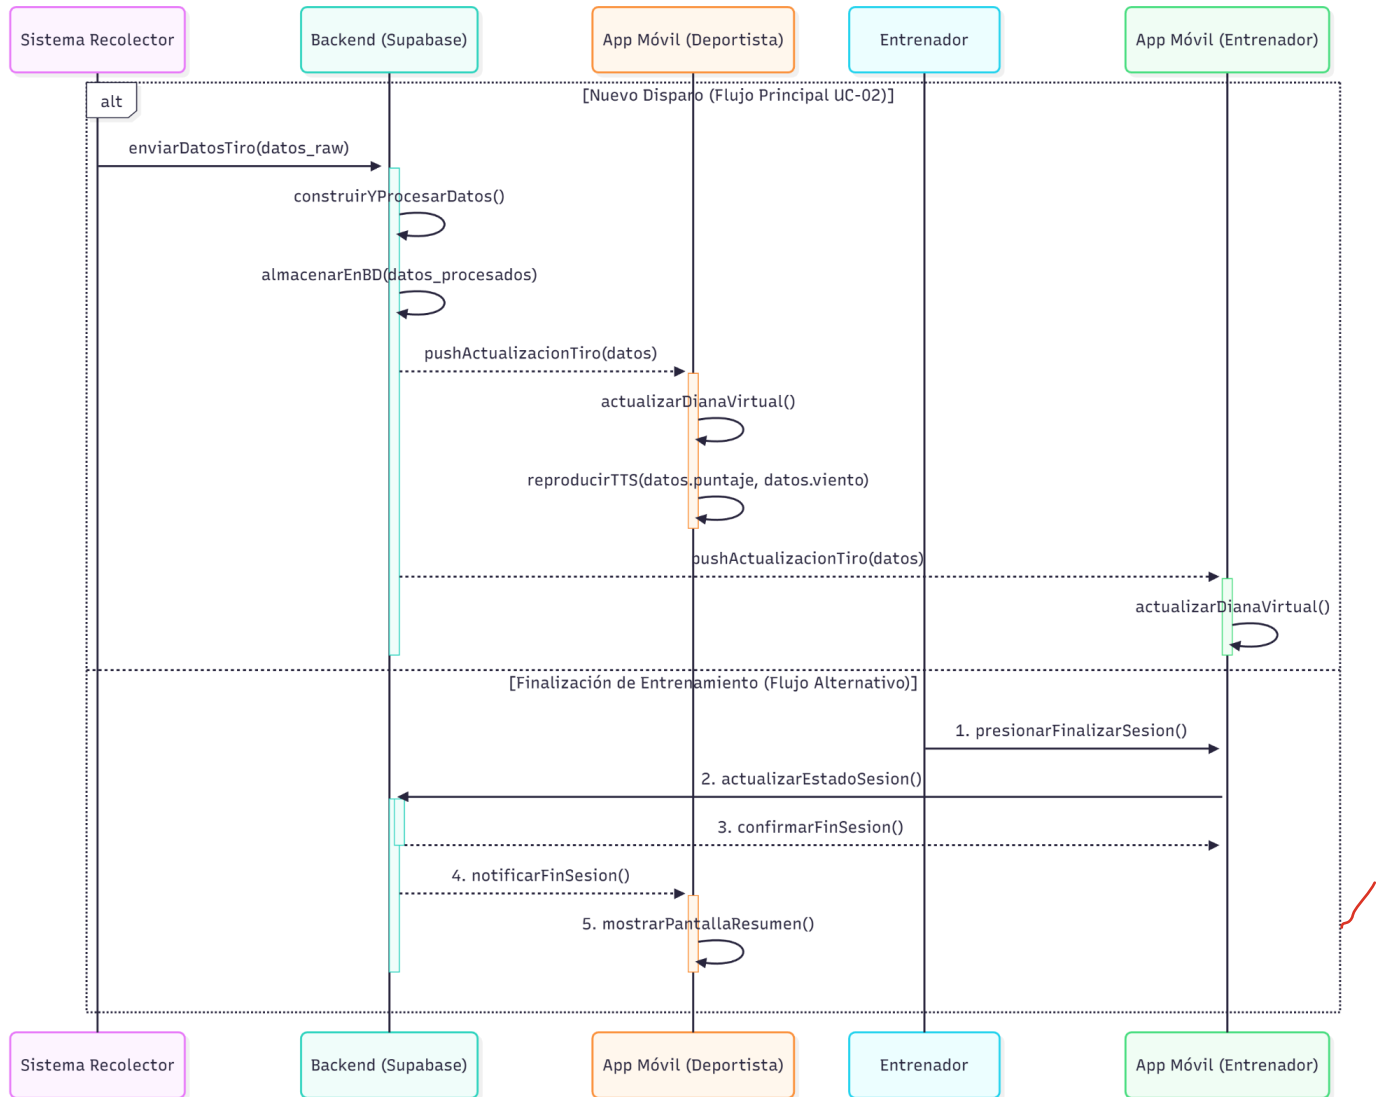 Sistema Recolector
Backend (Supabase)
App Móvil (Deportista)
Entrenador
App Móvil (Entrenador)
alt
[Nuevo Disparo (Flujo Principal UC-02)]
enviarDatosTiro(datos_raw)
construirYProcesarDatos()
almacenarEnBD(datos_procesados)
pushActualizacionTiro(datos)
actualizarDianaVirtual()
reproducirTTS(datos.puntaje, datos.viento)
pushActualizacionTiro(datos)
actualizarDianaVirtual()
[Finalización de Entrenamiento (Flujo Alternativo)]
1. presionarFinalizarSesion()
2. actualizarEstadoSesion()
3. confirmarFinSesion()
4. notificarFinSesion()
5. mostrarPantallaResumen()
Sistema Recolector
Backend (Supabase)
App Móvil (Deportista)
Entrenador
App Móvil (Entrenador)